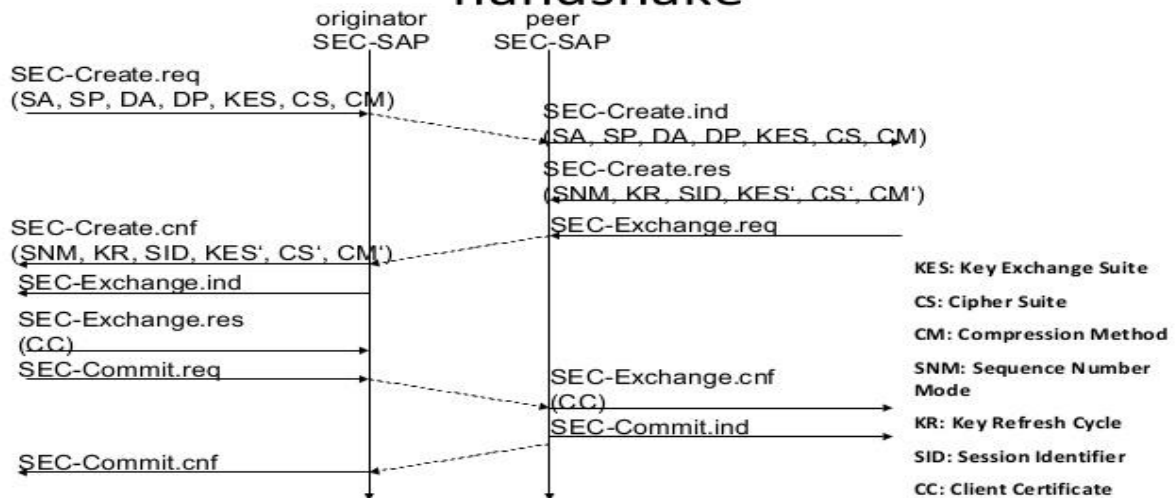 handshake
originator
SEC-SAP
peer
SEC-SAP
SEC-Create.req
(SA, SP, DA, DP, KES, CS, CM)
SEC-Create.ind
(SA, SP, DA, DP, KES, CS, CM)
SEC-Create.res
(SNM, KR, SID, KES‘, CS‘, CM‘)
SEC-Create.cnf
(SNM, KR, SID, KES‘, CS‘, CM‘)
SEC-Exchange.req
SEC-Exchange.ind
SEC-Exchange.res
(CC)
SEC-Commit.req
SEC-Exchange.cnf
(CC)
SEC-Commit.ind
SEC-Commit.cnf
KES: Key Exchange Suite
CS: Cipher Suite
CM: Compression Method
SNM: Sequence Number
Mode
KR: Key Refresh Cycle
SID: Session Identifier
CC: Client Certificate